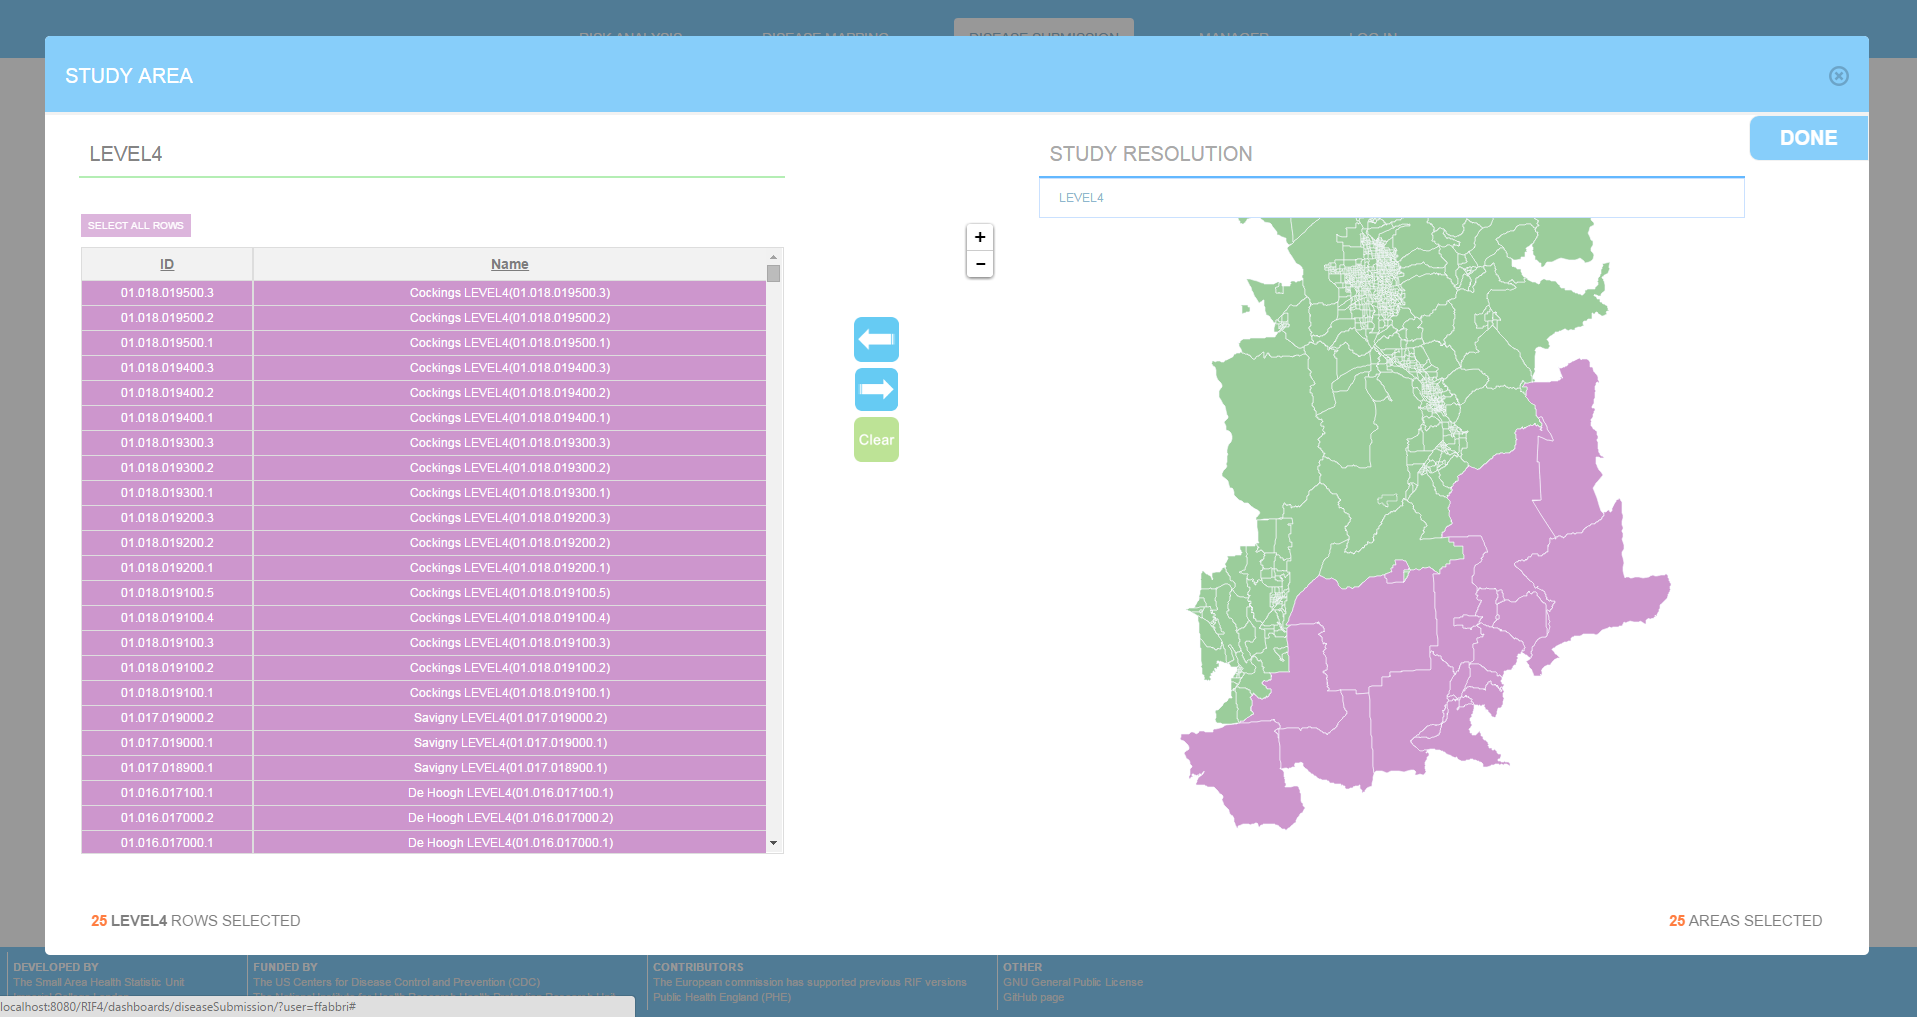 RISK ANALYSIS DISEASE MAPPING DISEASE SUBMISSION MANAGER LOG IN
STUDY AREA
DONE
LEVEL4
STUDY RESOLUTION
LEVEL4
SELECT ALL ROWS
+
−
ID Name
01.018.019500.3 Cockings LEVEL4(01.018.019500.3)
01.018.019500.2 Cockings LEVEL4(01.018.019500.2)
01.018.019500.1 Cockings LEVEL4(01.018.019500.1)
01.018.019400.3 Cockings LEVEL4(01.018.019400.3)
01.018.019400.2 Cockings LEVEL4(01.018.019400.2)
01.018.019400.1 Cockings LEVEL4(01.018.019400.1)
01.018.019300.3 Cockings LEVEL4(01.018.019300.3)
01.018.019300.2 Cockings LEVEL4(01.018.019300.2)
01.018.019300.1 Cockings LEVEL4(01.018.019300.1)
01.018.019200.3 Cockings LEVEL4(01.018.019200.3)
01.018.019200.2 Cockings LEVEL4(01.018.019200.2)
01.018.019200.1 Cockings LEVEL4(01.018.019200.1)
01.018.019100.5 Cockings LEVEL4(01.018.019100.5)
01.018.019100.4 Cockings LEVEL4(01.018.019100.4)
01.018.019100.3 Cockings LEVEL4(01.018.019100.3)
01.018.019100.2 Cockings LEVEL4(01.018.019100.2)
01.018.019100.1 Cockings LEVEL4(01.018.019100.1)
01.017.019000.2 Savigny LEVEL4(01.017.019000.2)
01.017.019000.1 Savigny LEVEL4(01.017.019000.1)
01.017.018900.1 Savigny LEVEL4(01.017.018900.1)
01.016.017100.1 De Hoogh LEVEL4(01.016.017100.1)
01.016.017000.2 De Hoogh LEVEL4(01.016.017000.2)
01.016.017000.1 De Hoogh LEVEL4(01.016.017000.1)
Clear
25 LEVEL4 ROWS SELECTED
25 AREAS SELECTED
DEVELOPED BY
The Small Area Health Statistic Unit
FUNDED BY
The US Centers for Disease Control and Prevention (CDC)
CONTRIBUTORS
The European commission has supported previous RIF versions
Public Health England (PHE)
OTHER
GNU General Public License
GitHub page
localhost:8080/RIF4/dashboards/diseaseSubmission/?user=ffabbri#